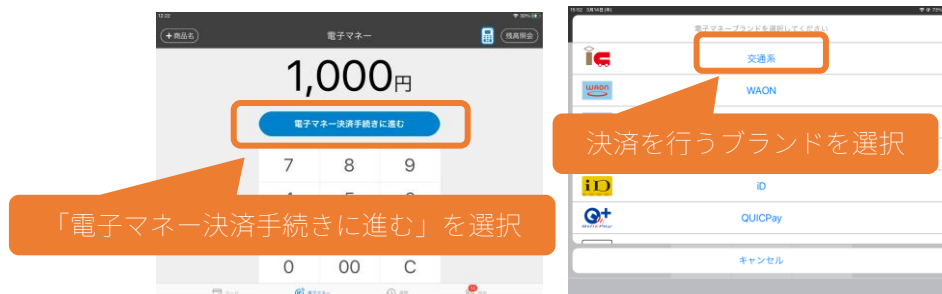 12:02
+商品名
電子マネー
残高照会
1,000円
電子マネー決済手続きに進む
7 8 9
「電子マネー決済手続きに進む」を選択
0 00 C
電子マネーブランドを選択してください
交通系
WAON
WAON
決済を行うブランドを選択
iD
iD
QUICPay
キャンセル